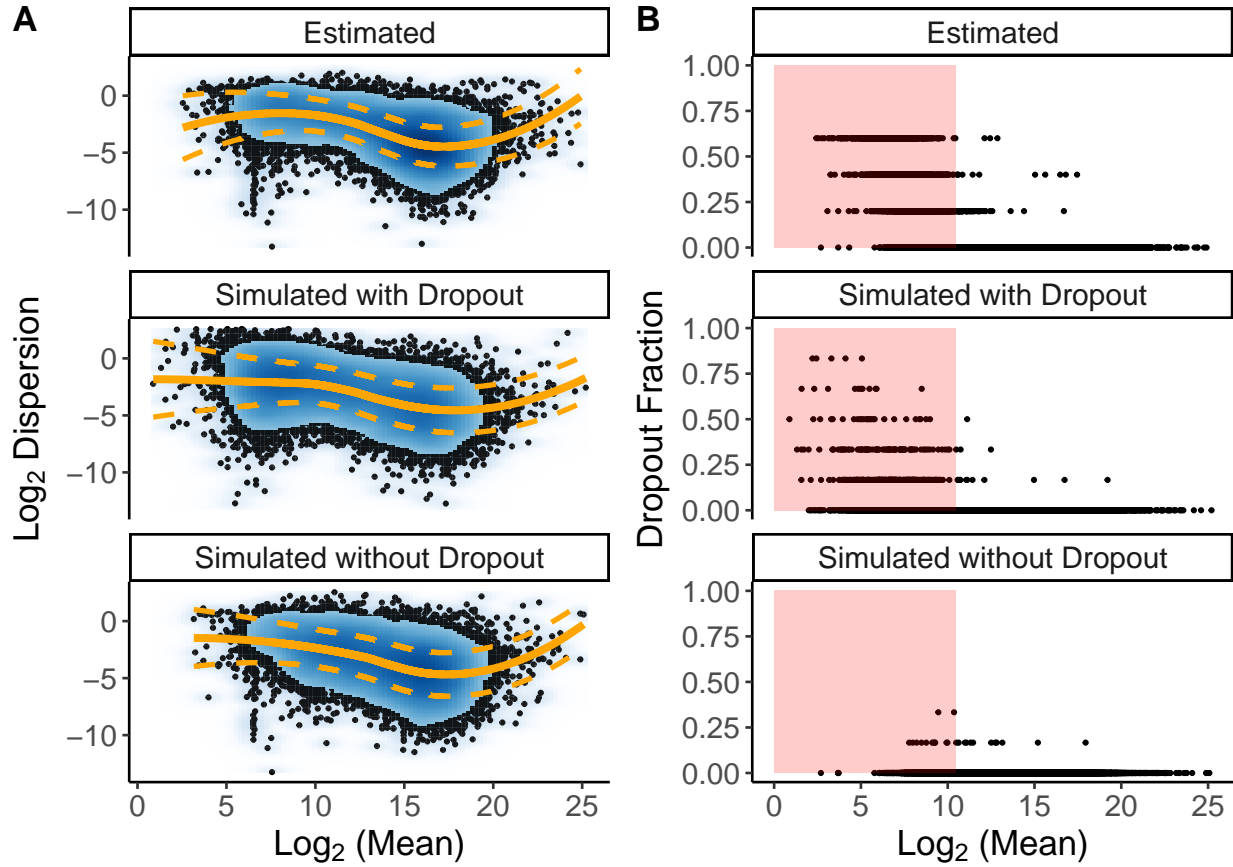 A
Estimated
0
−5
−10
Simulated with Dropout
0
−5
−10
Simulated without Dropout
0
−5
−10
0 5 10 15 20 25
Log2 (Mean)
Log2 Dispersion
B
Estimated
1.00
0.75
0.50
0.25
0.00
Simulated with Dropout
1.00
0.75
0.50
0.25
0.00
Simulated without Dropout
1.00
0.75
0.50
0.25
0.00
0 5 10 15 20 25
Log2 (Mean)
Dropout Fraction